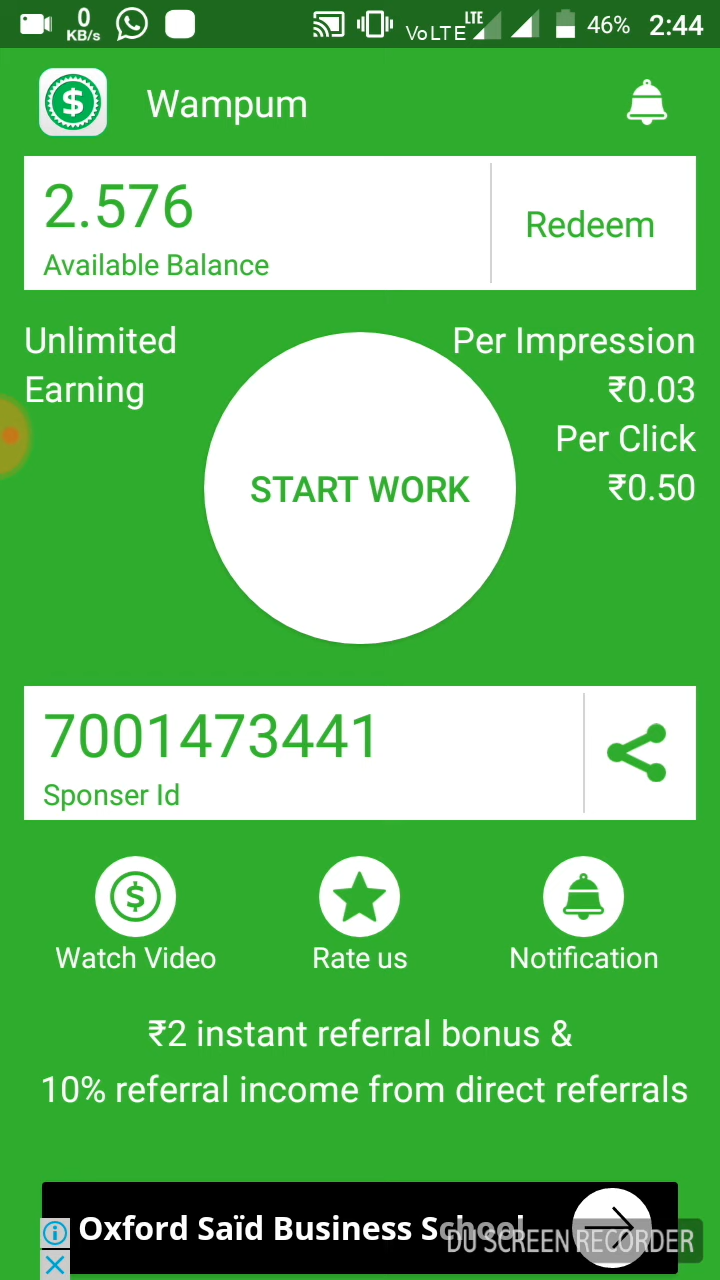 0
KB/s
VoLTE LTE 46% 2:44
Wampum
2.576
Available Balance
Redeem
Unlimited
Earning
Per Impression
₹0.03
Per Click
₹0.50
START WORK
7001473441
Sponser Id
Watch Video
Rate us
Notification
₹2 instant referral bonus &
10% referral income from direct referrals
Oxford Saïd Business School
DU SCREEN RECORDER